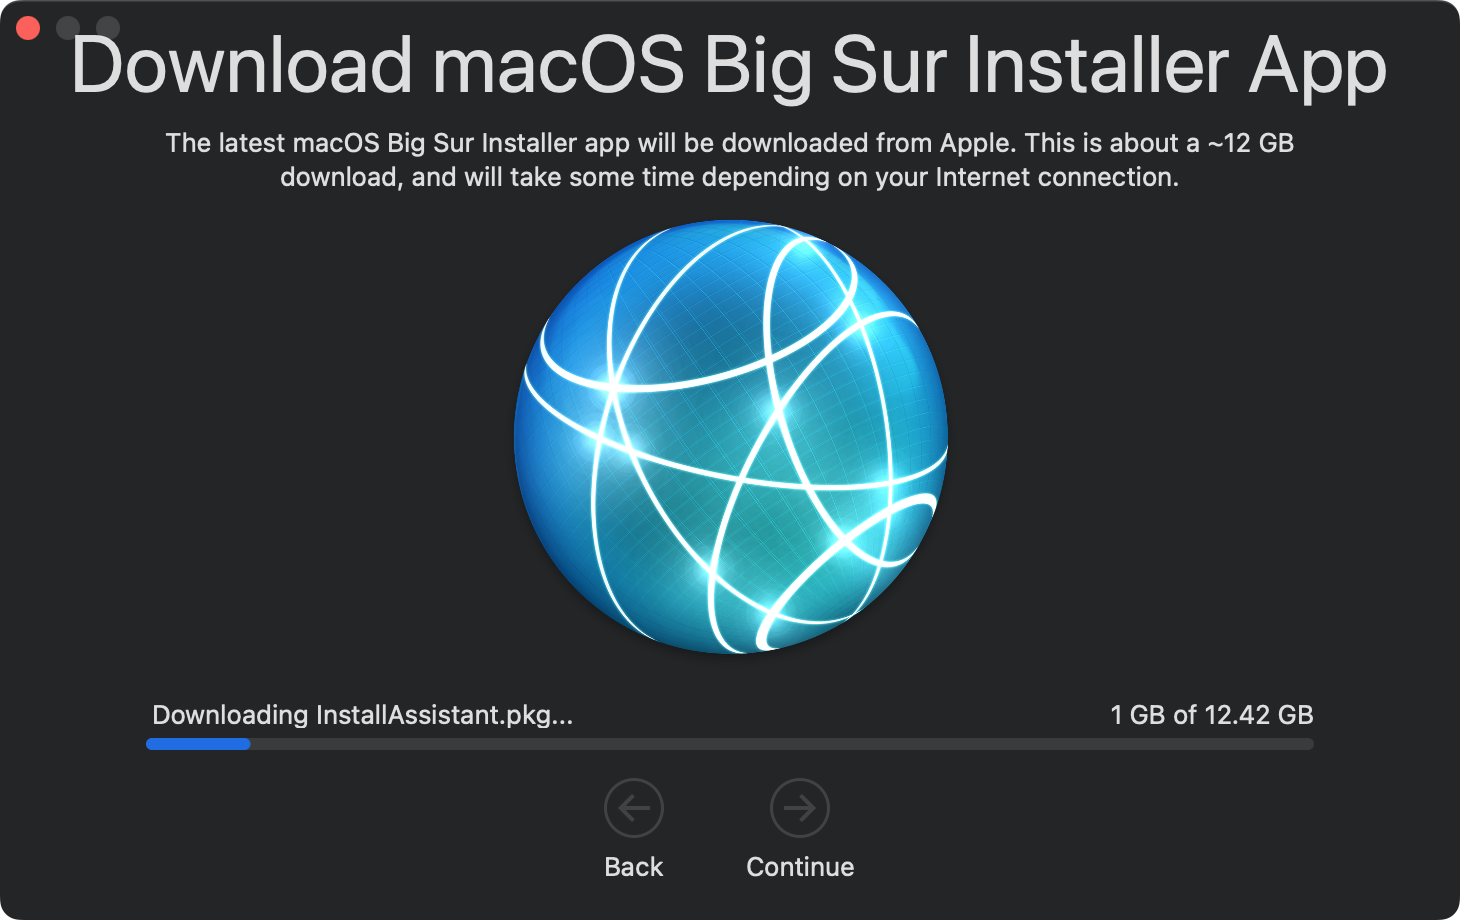 Download macOS Big Sur Installer App
The latest macOS Big Sur Installer app will be downloaded from Apple. This is about a ~12 GB
download, and will take some time depending on your Internet connection.
Downloading InstallAssistant.pkg...
1 GB of 12.42 GB
Back
Continue